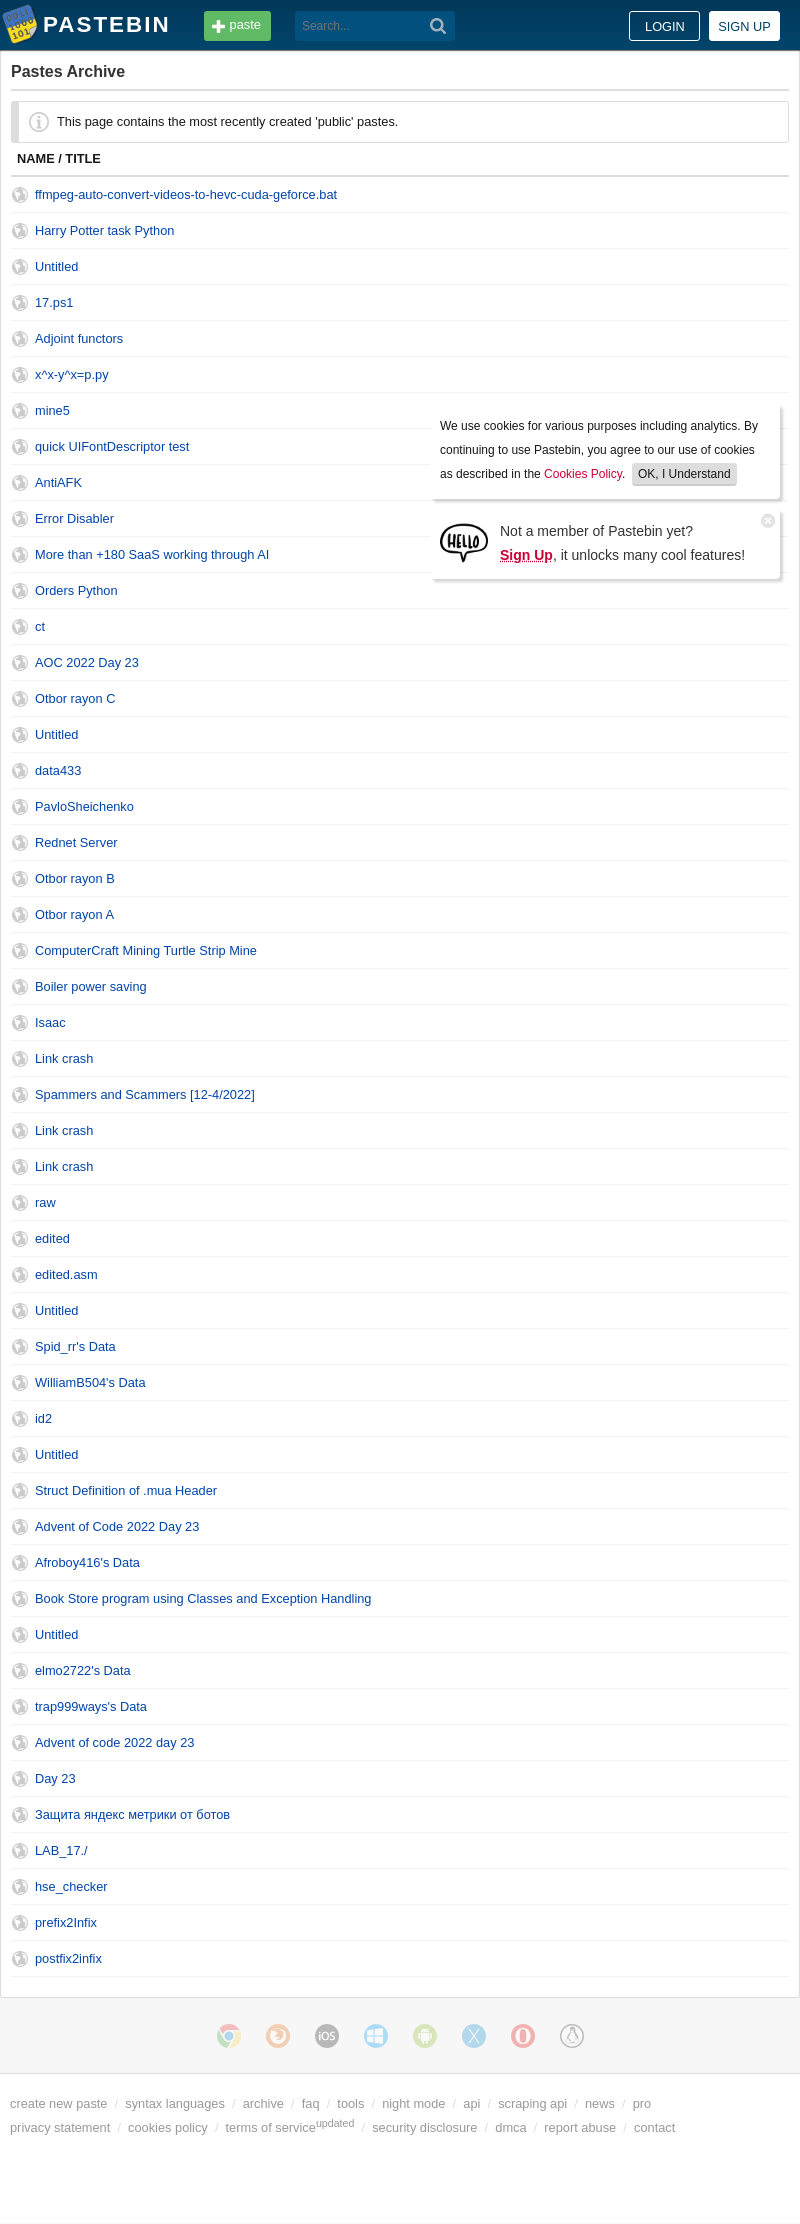 PASTEBIN
paste
Search...
LOGIN
SIGN UP
Pastes Archive
This page contains the most recently created 'public' pastes.
NAME / TITLE
ffmpeg-auto-convert-videos-to-hevc-cuda-geforce.bat
Harry Potter task Python
Untitled
17.ps1
Adjoint functors
x^x-y^x=p.py
mine5
quick UIFontDescriptor test
AntiAFK
Error Disabler
More than +180 SaaS working through AI
Orders Python
We use cookies for various purposes including analytics. By
continuing to use Pastebin, you agree to our use of cookies
as described in the Cookies Policy. OK, I Understand
HELLO
Not a member of Pastebin yet?
Sign Up, it unlocks many cool features!
ct
AOC 2022 Day 23
Otbor rayon C
Untitled
data433
PavloSheichenko
Rednet Server
Otbor rayon B
Otbor rayon A
ComputerCraft Mining Turtle Strip Mine
Boiler power saving
Isaac
Link crash
Spammers and Scammers [12-4/2022]
Link crash
Link crash
raw
edited
edited.asm
Untitled
Spid_rr's Data
WilliamB504's Data
id2
Untitled
Struct Definition of .mua Header
Advent of Code 2022 Day 23
Afroboy416's Data
Book Store program using Classes and Exception Handling
Untitled
elmo2722's Data
trap999ways's Data
Advent of code 2022 day 23
Day 23
Защита яндекс метрики от ботов
LAB_17./
hse_checker
prefix2Infix
postfix2infix
iOS
create new paste / syntax languages / archive / faq / tools / night mode / api / scraping api / news / pro
privacy statement / cookies policy / terms of serviceupdated / security disclosure / dmca / report abuse / contact